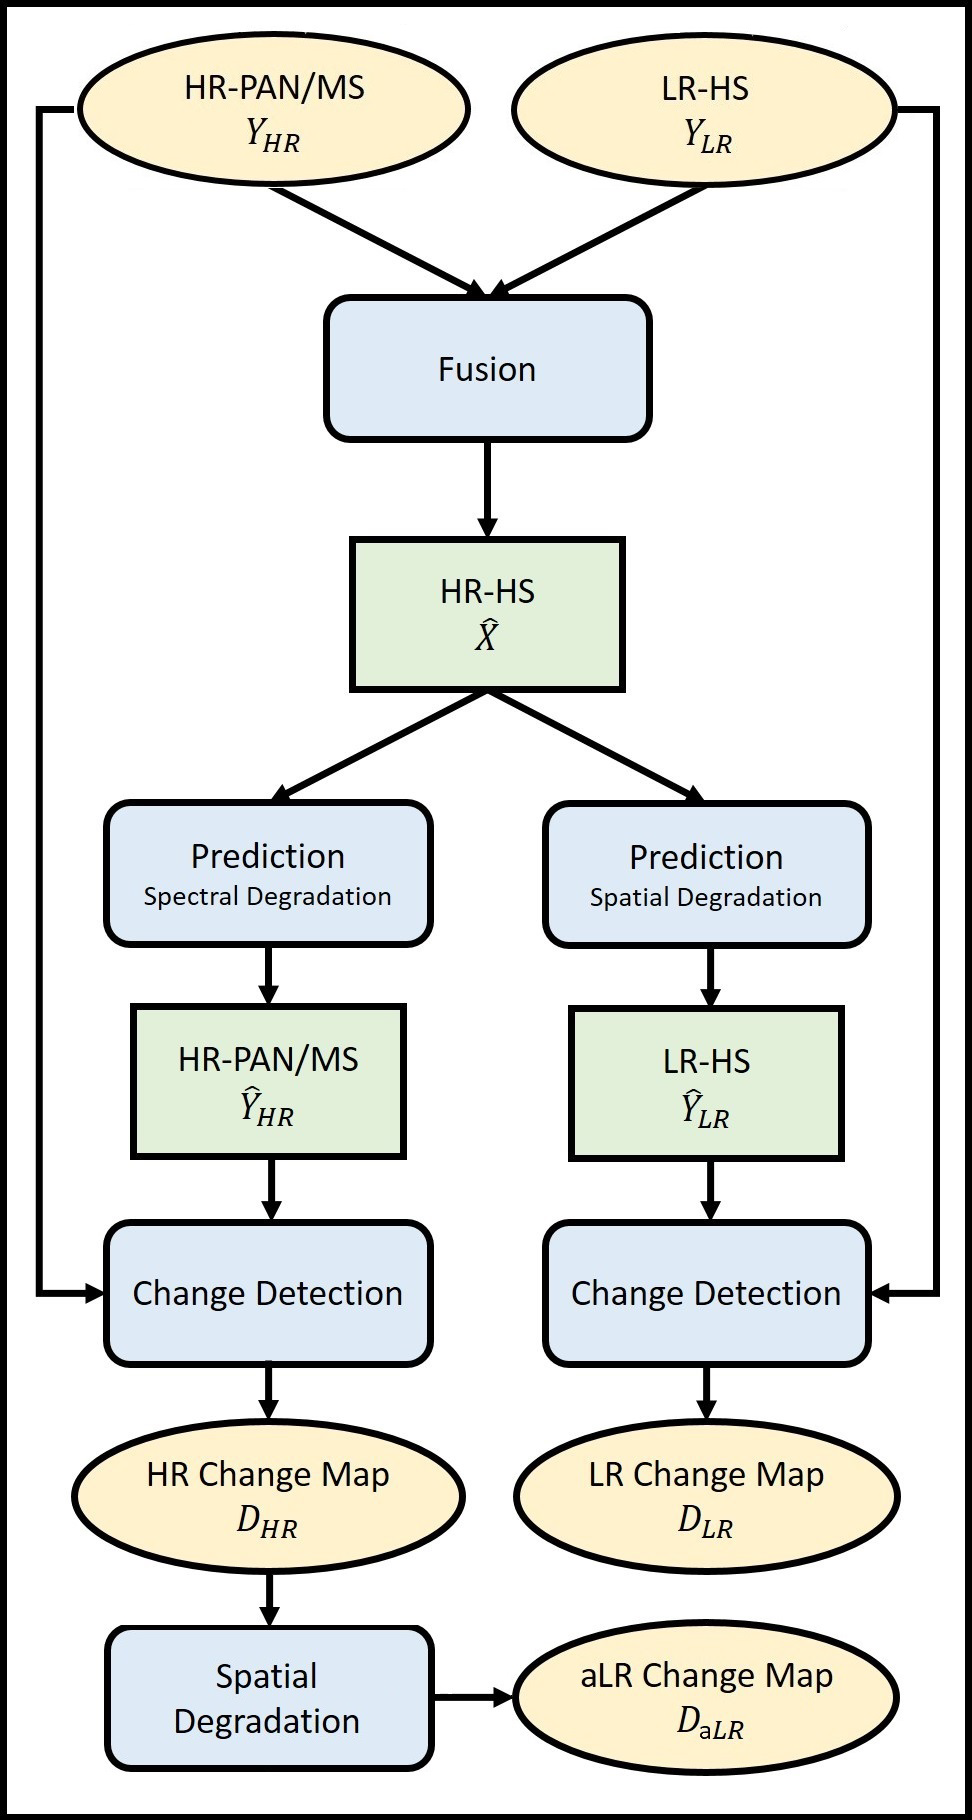 HR-PAN/MS
Y_HR
LR-HS
Y_LR
Fusion
HR-HS
X̂
Prediction
Spectral Degradation
Prediction
Spatial Degradation
HR-PAN/MS
Ŷ_HR
LR-HS
Ŷ_LR
Change Detection
Change Detection
HR Change Map
D_HR
LR Change Map
D_LR
Spatial
Degradation
aLR Change Map
D_aLR